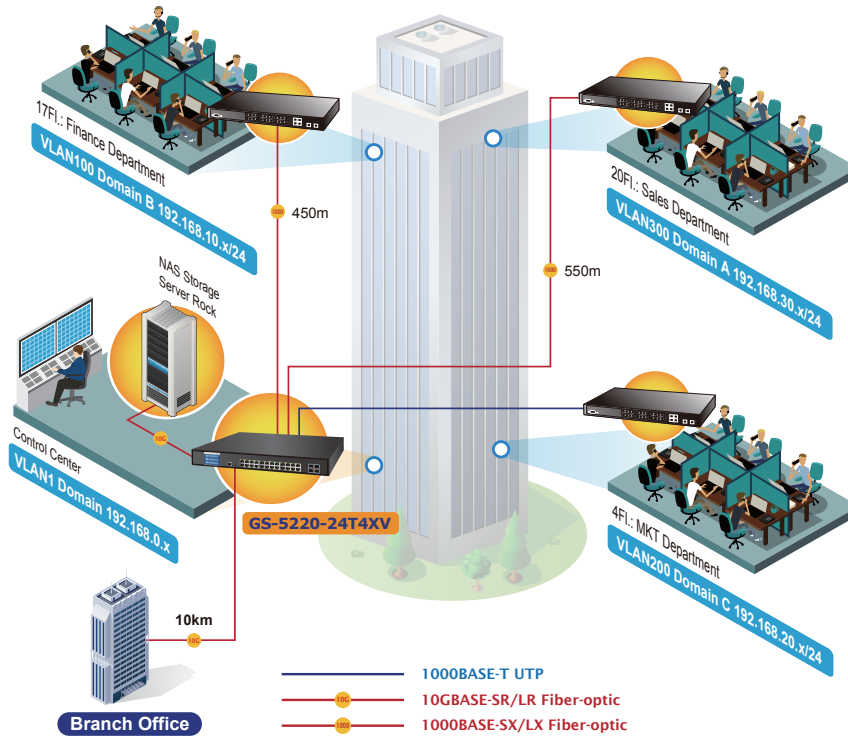 17Fl.: Finance Department
VLAN100 Domain B 192.168.10.x/24
1000
450m
20Fl.: Sales Department
VLAN300 Domain A 192.168.30.x/24
1000
550m
NAS Storage
Server Rock
10G
Control Center
VLAN1 Domain 192.168.0.x
GS-5220-24T4XV
4Fl.: MKT Department
VLAN200 Domain C 192.168.20.x/24
10km
10G
Branch Office
1000BASE-T UTP
10G
10GBASE-SR/LR Fiber-optic
1000
1000BASE-SX/LX Fiber-optic